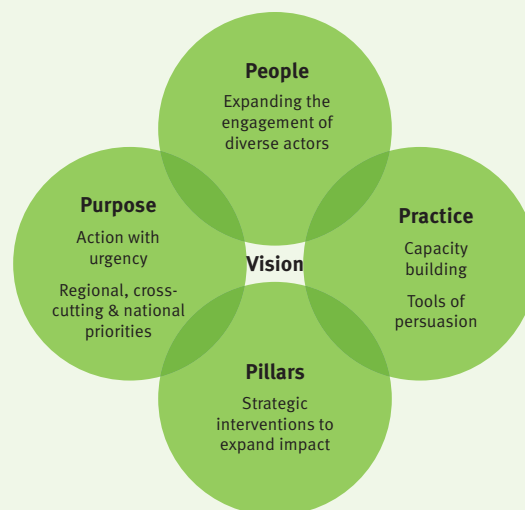 People
Expanding the
engagement of
diverse actors
Purpose
Action with
urgency
Regional, cross-
cutting & national
priorities
Vision
Practice
Capacity
building
Tools of
persuasion
Pillars
Strategic
interventions to
expand impact